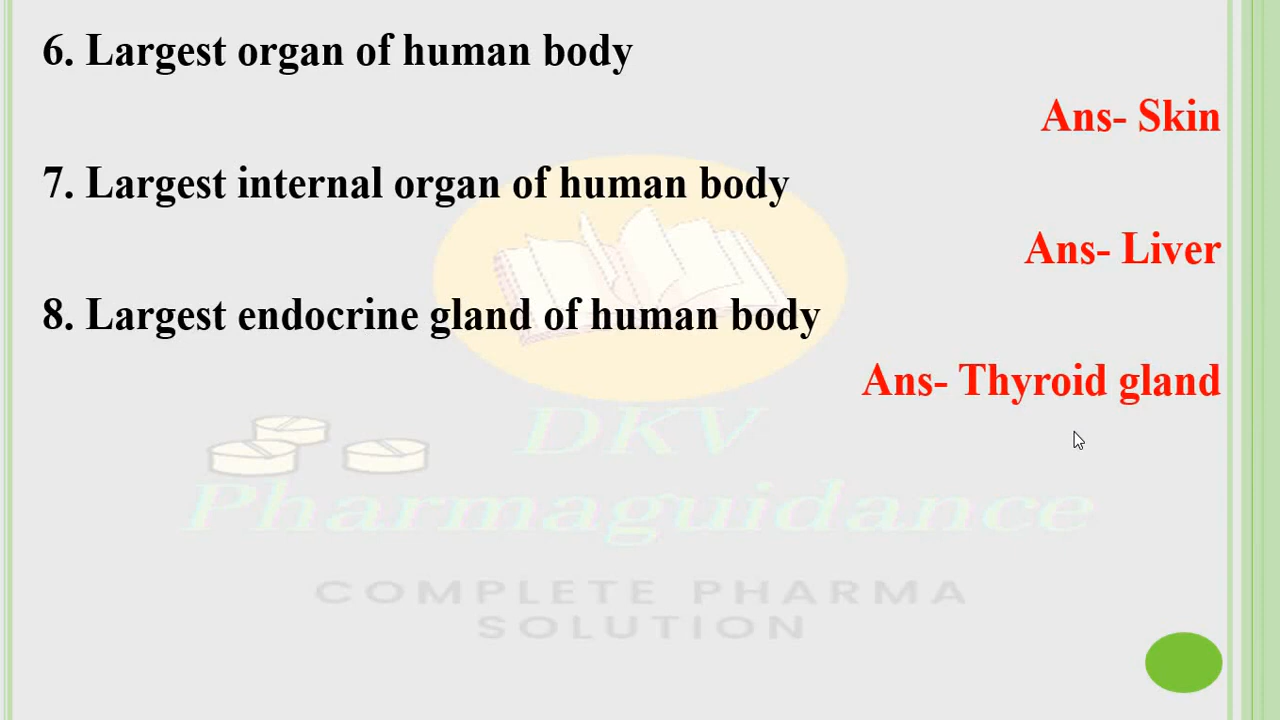 6. Largest organ of human body
Ans- Skin
7. Largest internal organ of human body
Ans- Liver
8. Largest endocrine gland of human body
Ans- Thyroid gland
DKV
Pharmaguidance
COMPLETE PHARMA
SOLUTION